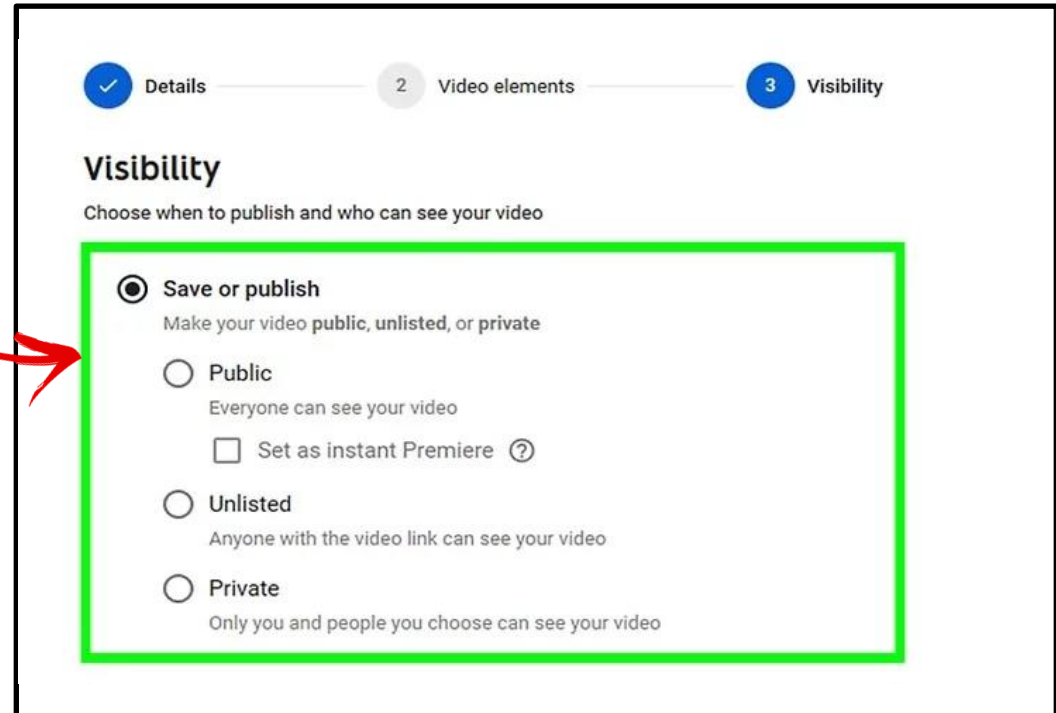 Details 2 Video elements 3 Visibility
Visibility
Choose when to publish and who can see your video
Save or publish
Make your video public, unlisted, or private
Public
Everyone can see your video
Set as instant Premiere ?
Unlisted
Anyone with the video link can see your video
Private
Only you and people you choose can see your video